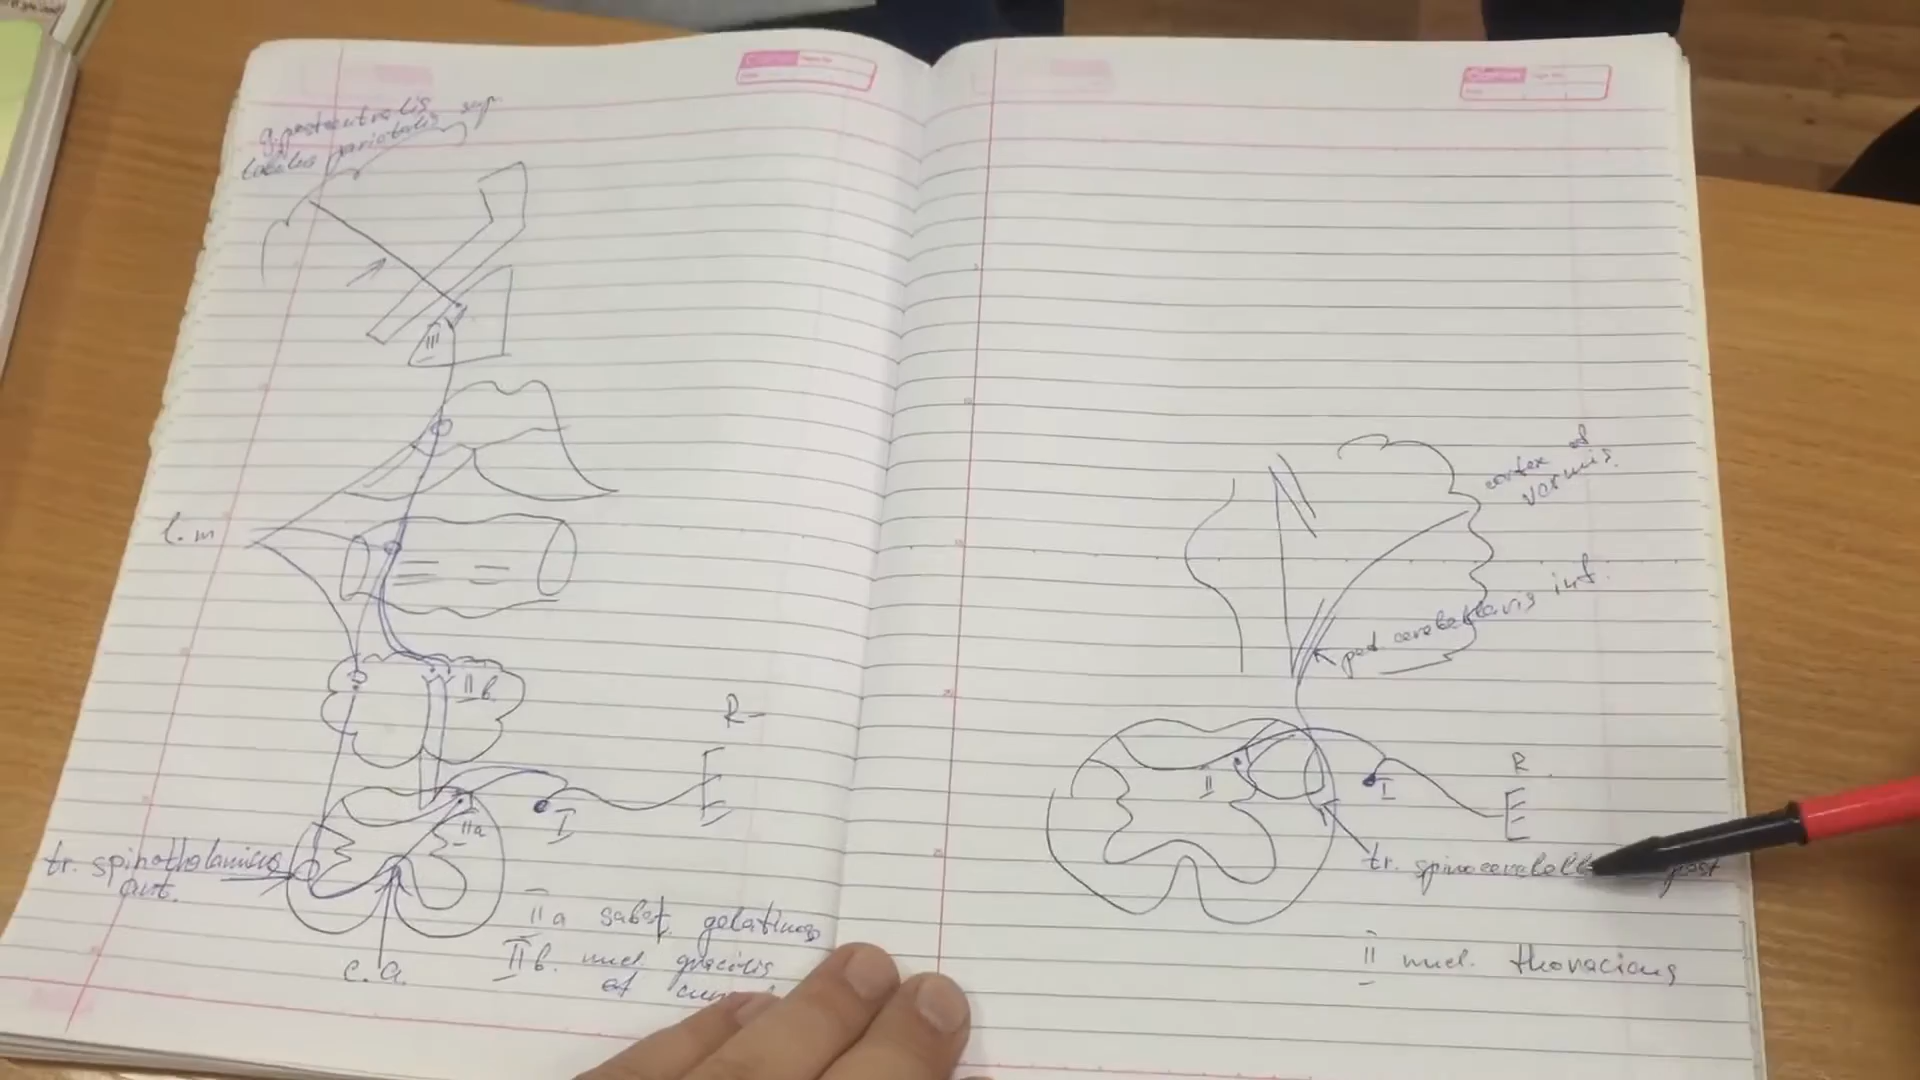 g. postcentralis
lobulus parietalis sup.
III
l. m
II b
R-
E
I
II a
tr. spinothalamicus
ant.
c. a.
II a subst. gelatinosa
II b. nucl. gracilis
et cun
cortex of
vermis.
ped. cerebellaris inf.
R
E
I
II
tr. spinocerebell
post
II nucl. thoracicus